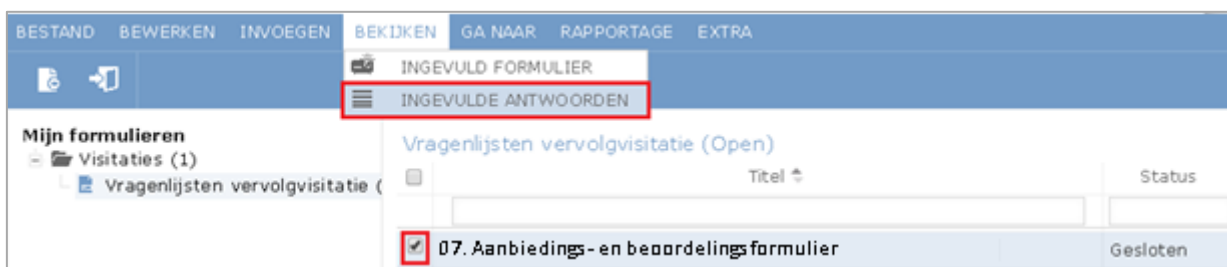 BESTAND BEWERKEN INVOEGEN BEKIJKEN GA NAAR RAPPORTAGE EXTRA
INGEVULD FORMULIER
INGEVULDE ANTWOORDEN
Mijn formulieren
Visitaties (1)
Vragenlijsten vervolgvisitatie (
Vragenlijsten vervolgvisitatie (Open)
Titel Status
07. Aanbiedings- en beoordelingsformulier Gesloten